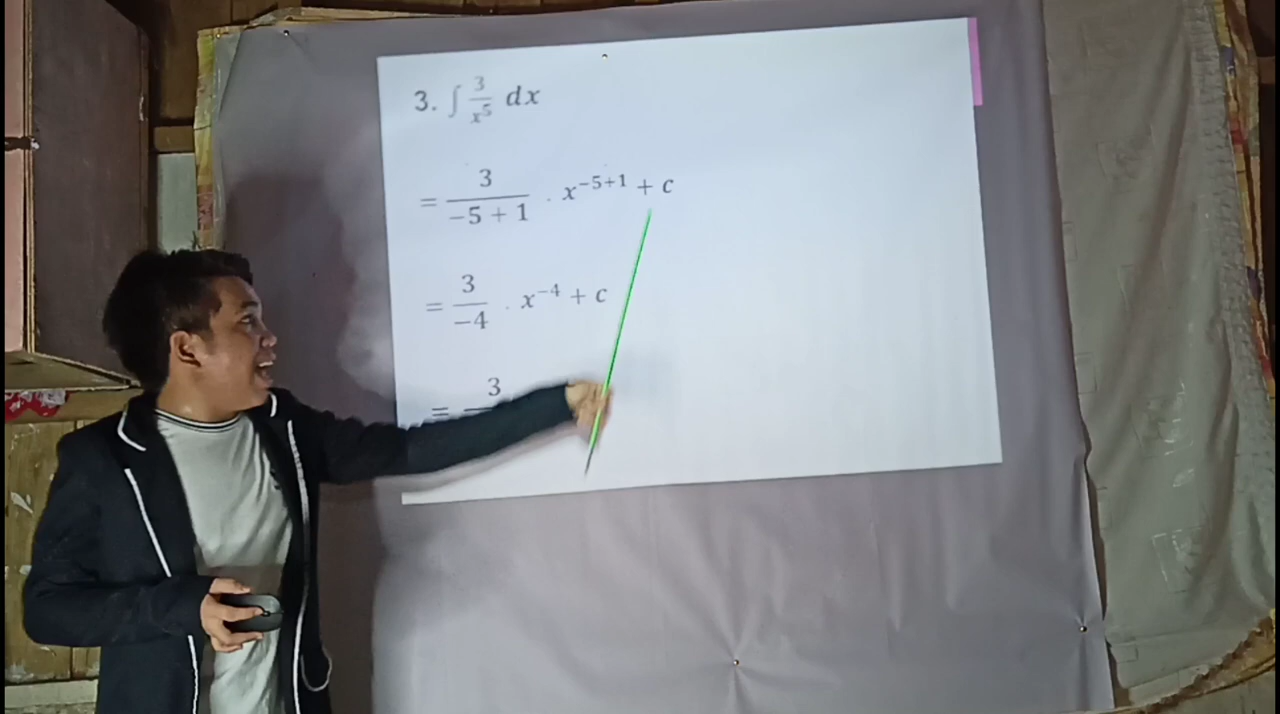 3. ∫ 3/x⁵ dx
= 3/(−5 + 1) · x⁻⁵⁺¹ + c
= 3/−4 · x⁻⁴ + c
= 3